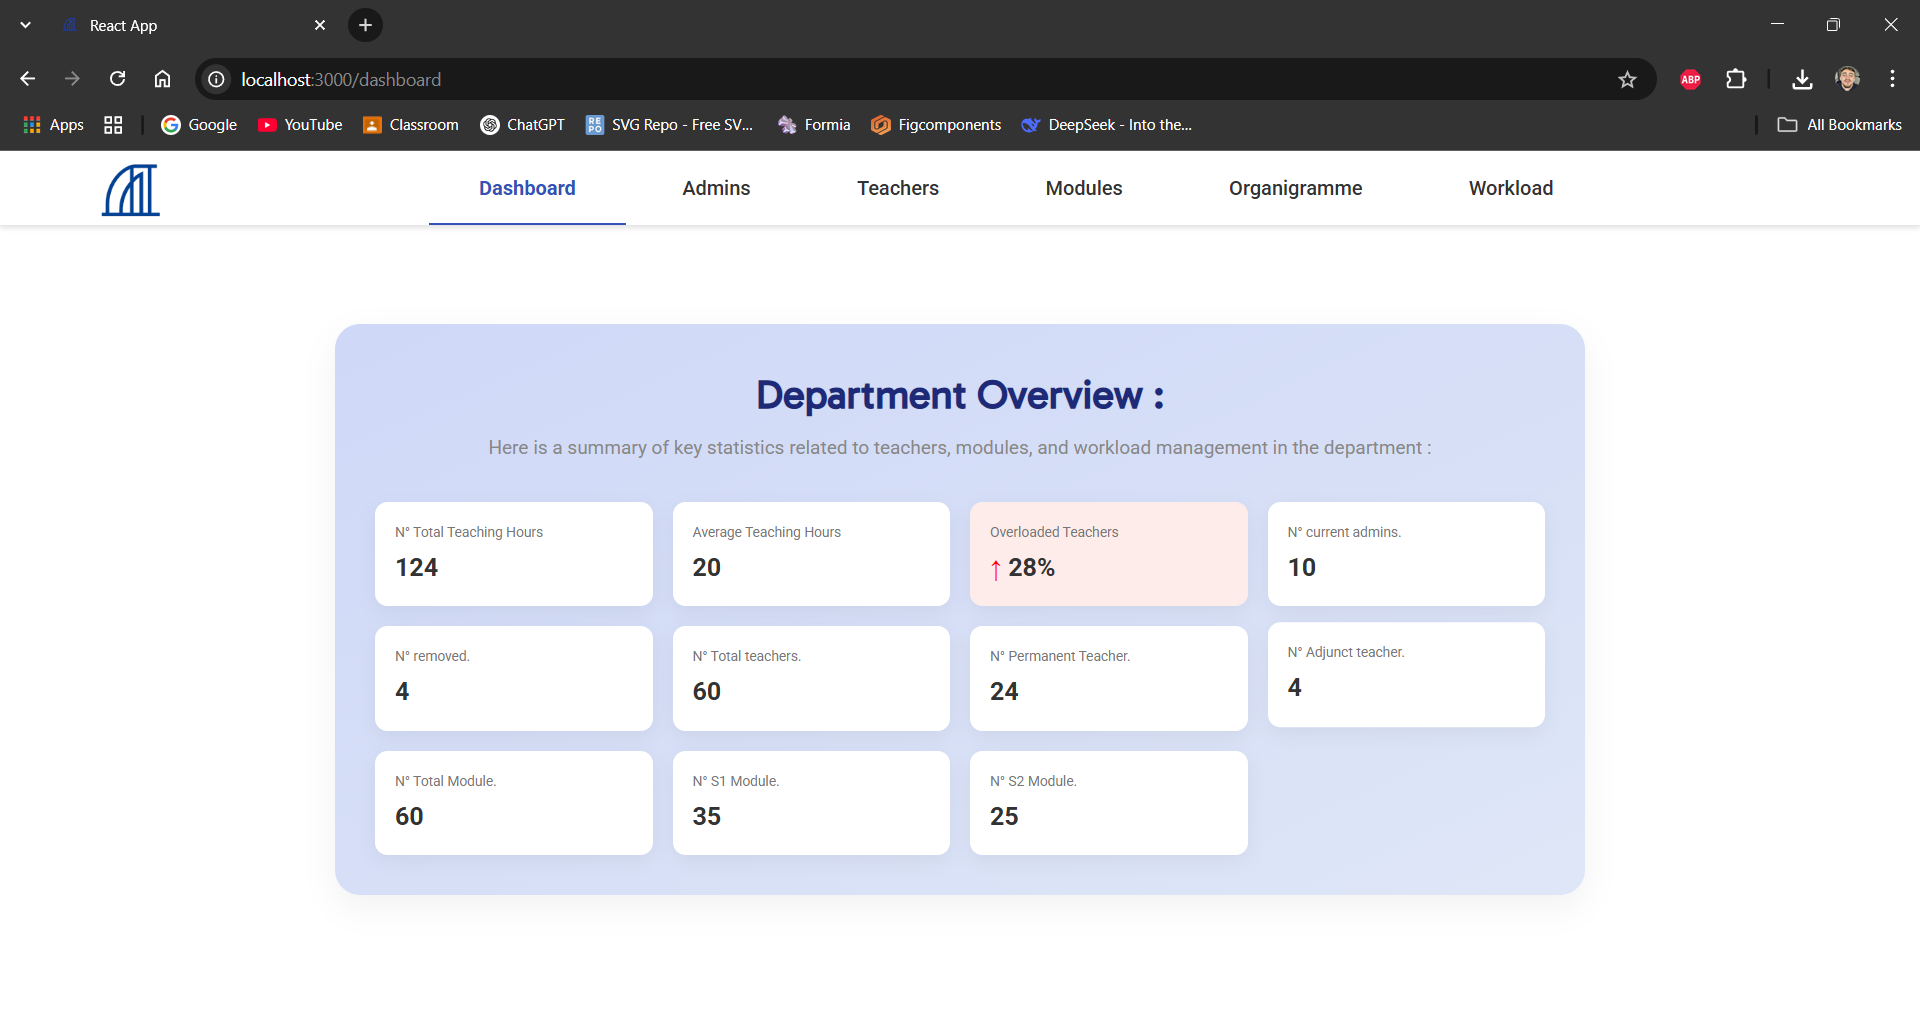 React App
localhost:3000/dashboard
ABP
Apps
Google
YouTube
Classroom
ChatGPT
REPO
SVG Repo - Free SV...
Formia
Figcomponents
DeepSeek - Into the...
All Bookmarks
Dashboard
Admins
Teachers
Modules
Organigramme
Workload
Department Overview :
Here is a summary of key statistics related to teachers, modules, and workload management in the department :
N° Total Teaching Hours
124
Average Teaching Hours
20
Overloaded Teachers
↑ 28%
N° current admins.
10
N° removed.
4
N° Total teachers.
60
N° Permanent Teacher.
24
N° Adjunct teacher.
4
N° Total Module.
60
N° S1 Module.
35
N° S2 Module.
25